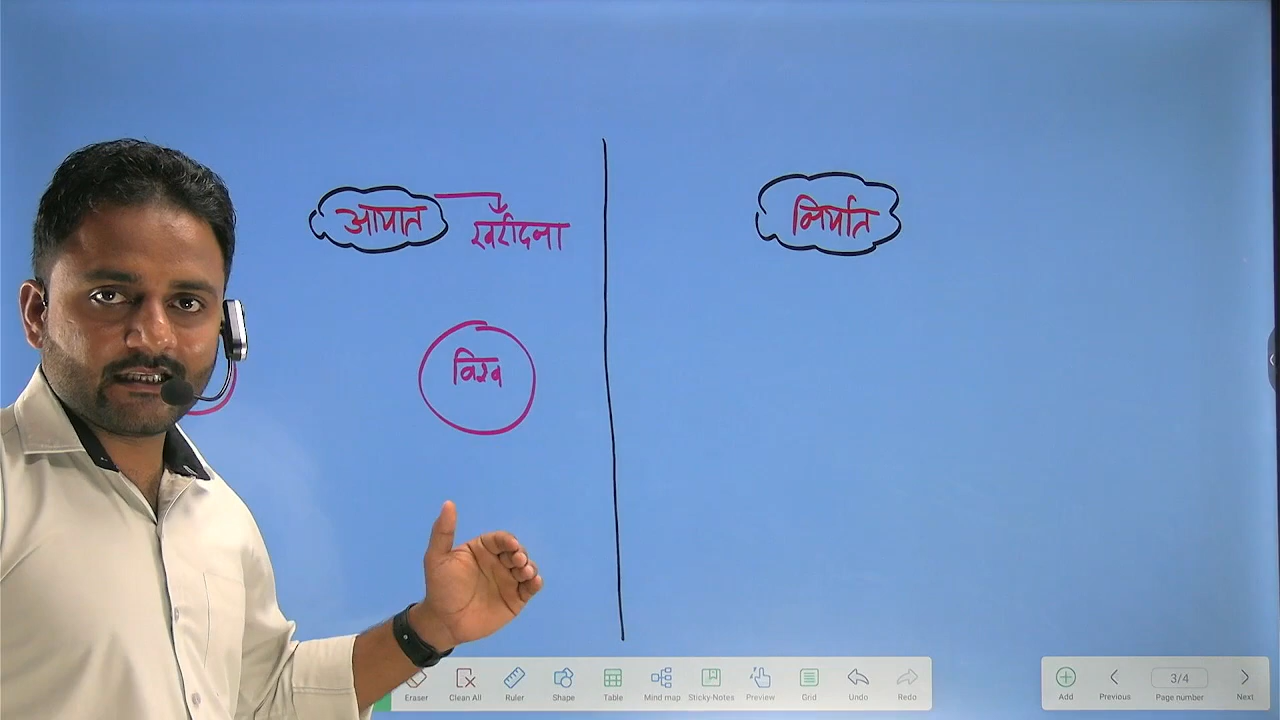 आयात
खरीदना
निर्यात
विश्व
Eraser
Clean All
Ruler
Shape
Table
Mind map
Sticky-Notes
Preview
Grid
Undo
Redo
Add
Previous
3/4
Page number
Next